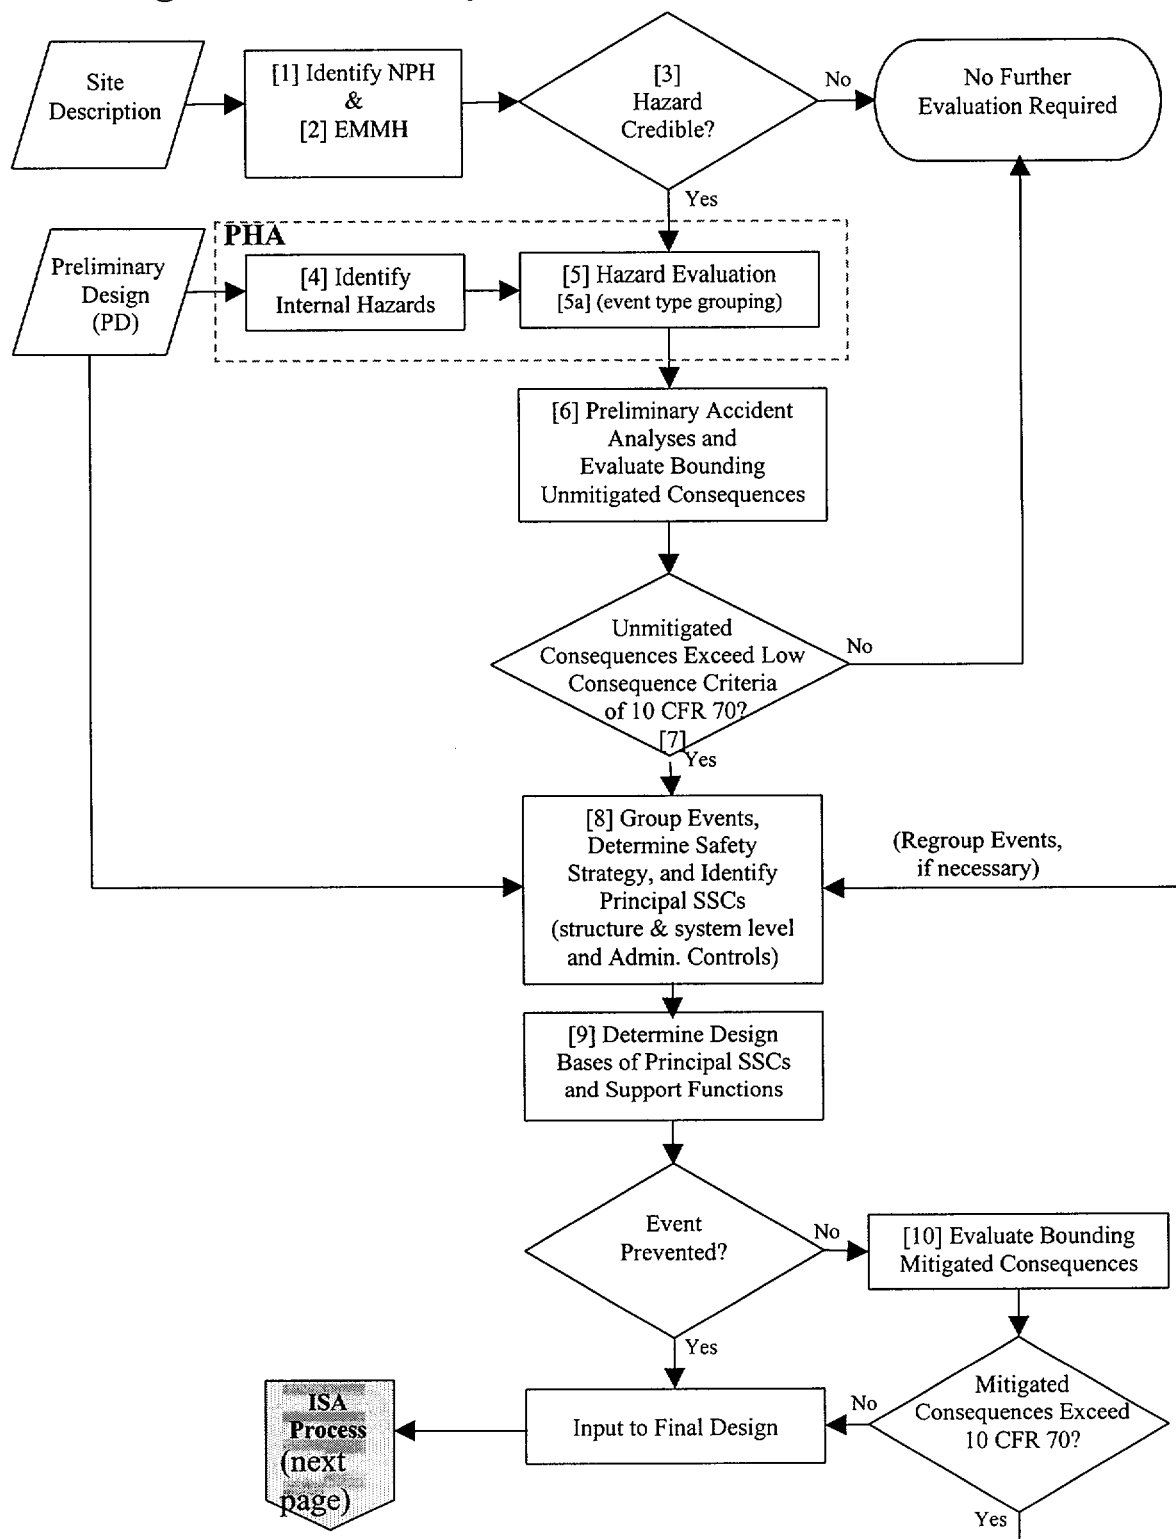 Site
Description
[1] Identify NPH
&
[2] EMMH
[3]
Hazard
Credible?
No
No Further
Evaluation Required
Yes
PHA
Preliminary
Design
(PD)
[4] Identify
Internal Hazards
[5] Hazard Evaluation
[5a] (event type grouping)
[6] Preliminary Accident
Analyses and
Evaluate Bounding
Unmitigated Consequences
Unmitigated
Consequences Exceed Low
Consequence Criteria
of 10 CFR 70?
[7]
No
Yes
[8] Group Events,
Determine Safety
Strategy, and Identify
Principal SSCs
(structure & system level
and Admin. Controls)
(Regroup Events,
if necessary)
[9] Determine Design
Bases of Principal SSCs
and Support Functions
Event
Prevented?
No
[10] Evaluate Bounding
Mitigated Consequences
Yes
Mitigated
Consequences Exceed
10 CFR 70?
No
Input to Final Design
ISA
Process
(next
page)
Yes